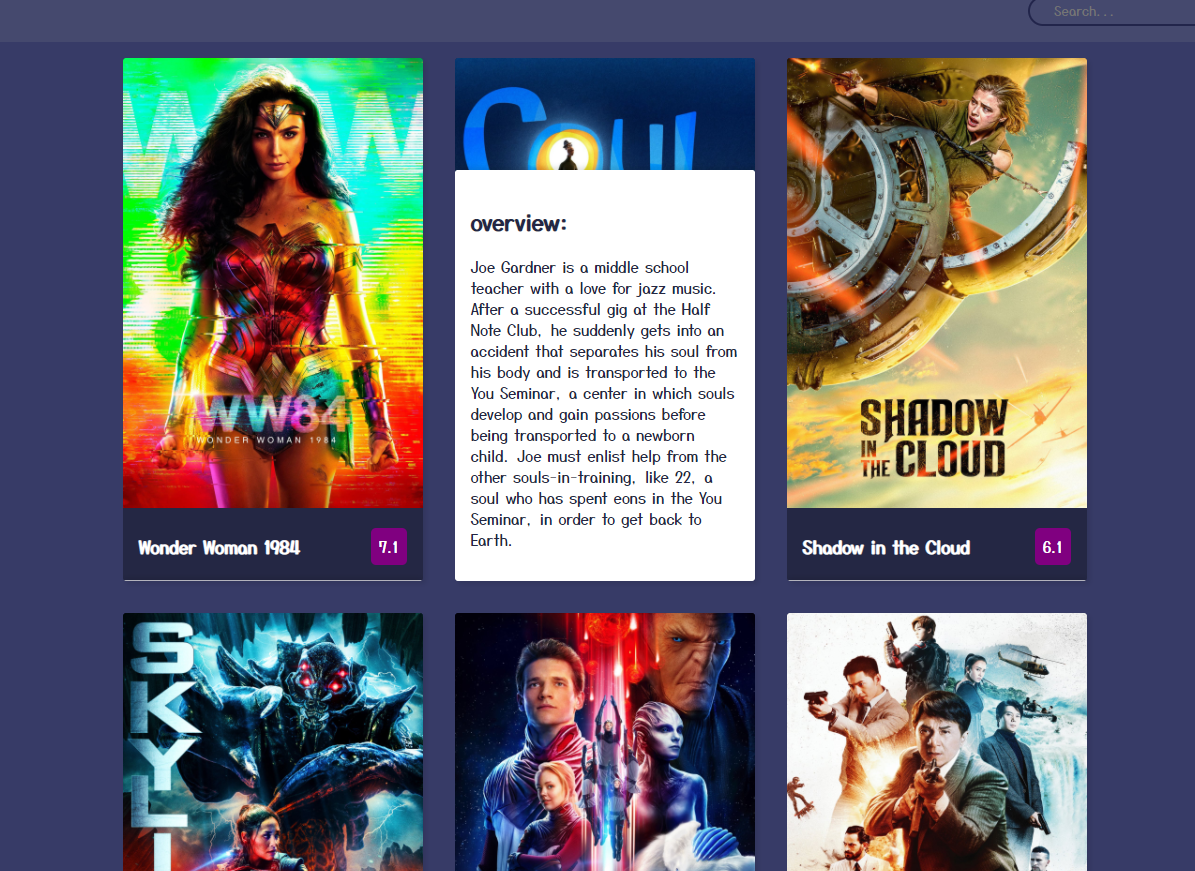 Search...
WW
WW84
WONDER WOMAN 1984
Wonder Woman 1984
7.1
Soul
overview:
Joe Gardner is a middle school
teacher with a love for jazz music.
After a successful gig at the Half
Note Club, he suddenly gets into an
accident that separates his soul from
his body and is transported to the
You Seminar, a center in which souls
develop and gain passions before
being transported to a newborn
child. Joe must enlist help from the
other souls-in-training, like 22, a
soul who has spent eons in the You
Seminar, in order to get back to
Earth.
SHADOW
IN THE CLOUD
Shadow in the Cloud
6.1
SKYLI